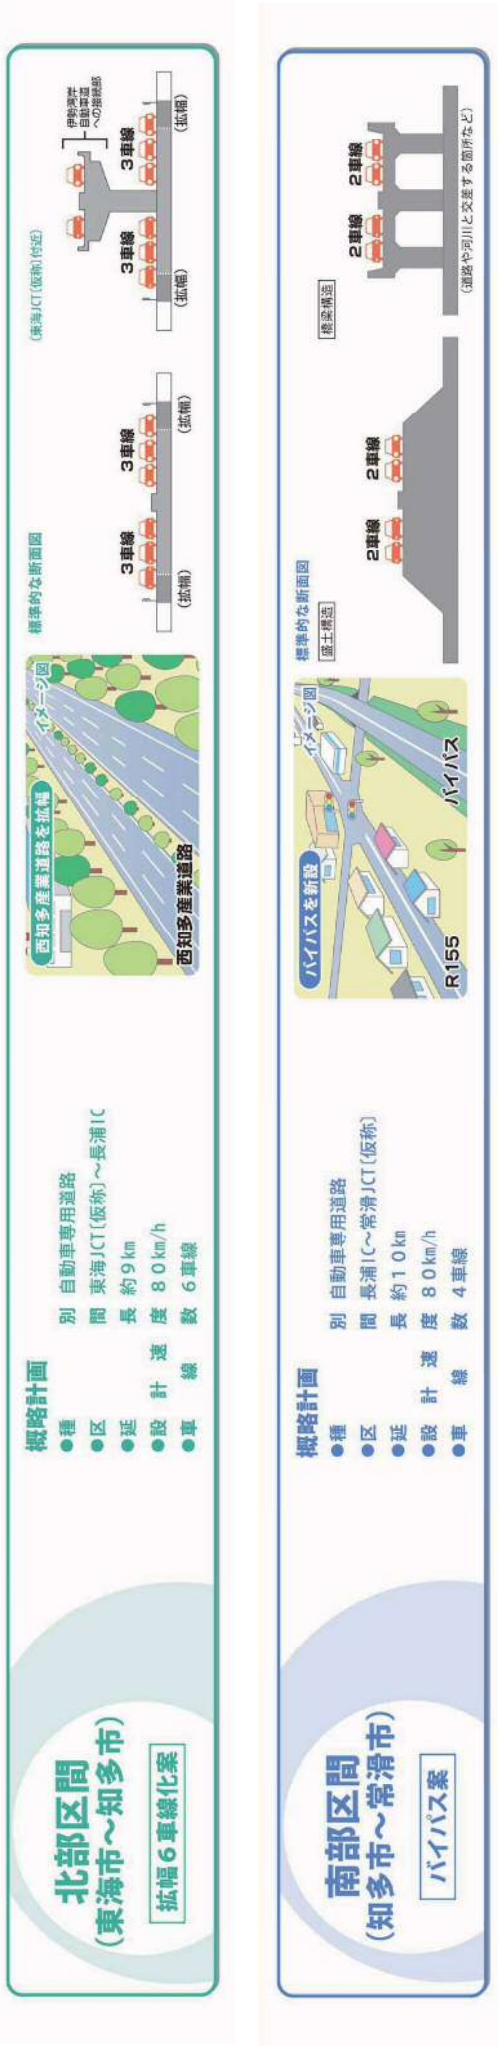 北部区間
(東海市～知多市)
拡幅6車線化案
概略計画
●種別 自動車専用道路
●区間 東海JCT〔仮称〕～長浦IC
●延長 約9km
●設計速度 80km/h
●車線数 6車線
西知多産業道路を拡幅
イメージ図
西知多産業道路
標準的な断面図
3車線
3車線
(拡幅)
(拡幅)
(東海JCT〔仮称〕付近)
伊勢湾岸
自動車道
への接続部
3車線
3車線
(拡幅)
(拡幅)
南部区間
(知多市～常滑市)
バイパス案
概略計画
●種別 自動車専用道路
●区間 長浦IC～常滑JCT〔仮称〕
●延長 約10km
●設計速度 80km/h
●車線数 4車線
バイパスを新設
イメージ図
R155
バイパス
標準的な断面図
盛土構造
2車線
2車線
橋梁構造
2車線
2車線
(道路や河川と交差する箇所など)